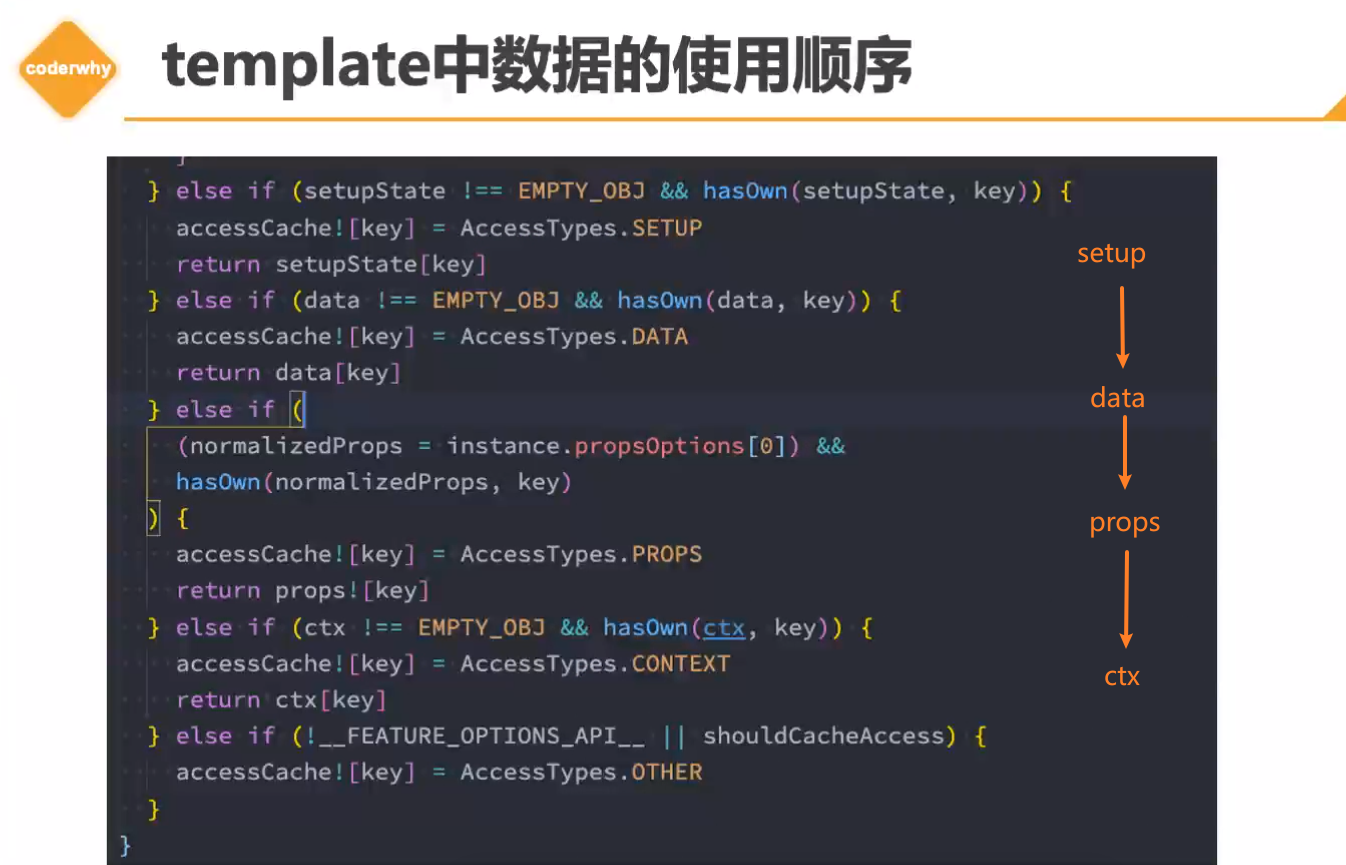 coderwhy
template中数据的使用顺序
}
} else if (setupState !== EMPTY_OBJ && hasOwn(setupState, key)) {
accessCache![key] = AccessTypes.SETUP
return setupState[key]
} else if (data !== EMPTY_OBJ && hasOwn(data, key)) {
accessCache![key] = AccessTypes.DATA
return data[key]
} else if (
(normalizedProps = instance.propsOptions[0]) &&
hasOwn(normalizedProps, key)
) {
accessCache![key] = AccessTypes.PROPS
return props![key]
} else if (ctx !== EMPTY_OBJ && hasOwn(ctx, key)) {
accessCache![key] = AccessTypes.CONTEXT
return ctx[key]
} else if (!__FEATURE_OPTIONS_API__ || shouldCacheAccess) {
accessCache![key] = AccessTypes.OTHER
}
}
setup
data
props
ctx